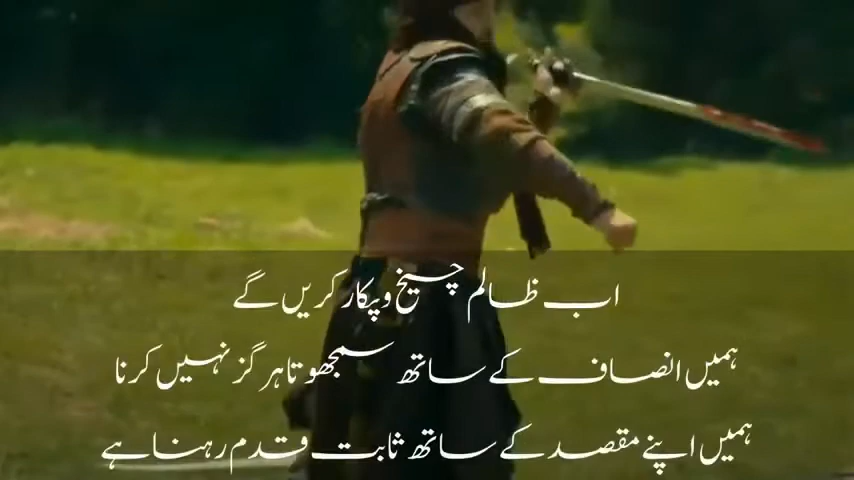 اب ظالم چیخ و پکار کریں گے
ہمیں انصاف کے ساتھ سمجھوتا ہرگز نہیں کرنا
ہمیں اپنے مقصد کے ساتھ ثابت قدم رہنا ہے